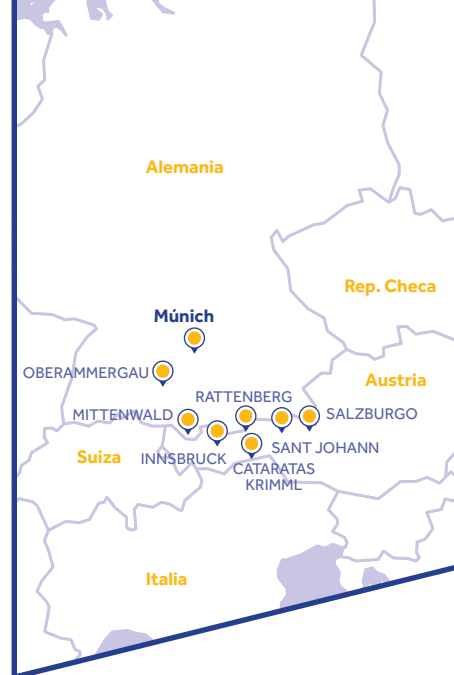 Alemania
Rep. Checa
Múnich
OBERAMMERGAU
Austria
RATTENBERG
MITTENWALD
SALZBURGO
SANT JOHANN
Suiza
INNSBRUCK
CATARATAS
KRIMML
Italia